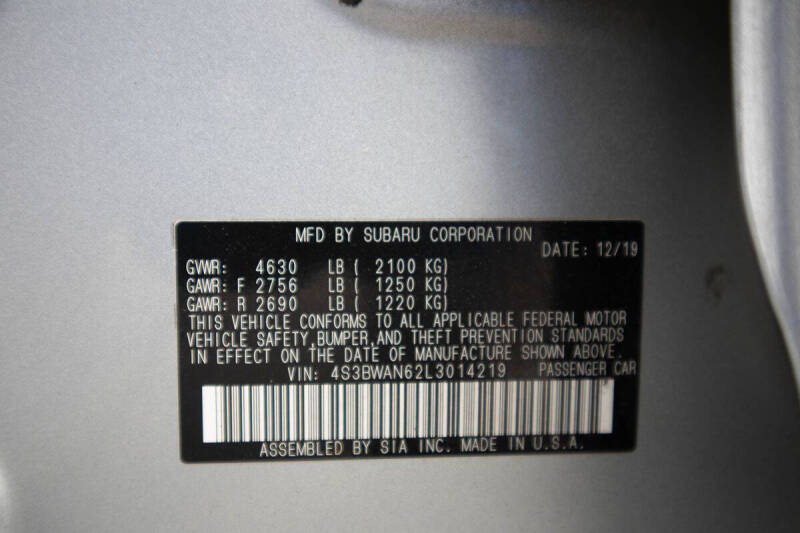 MFD BY SUBARU CORPORATION
DATE: 12/19
GVWR: 4630 LB ( 2100 KG)
GAWR: F 2756 LB ( 1250 KG)
GAWR: R 2690 LB ( 1220 KG)
THIS VEHICLE CONFORMS TO ALL APPLICABLE FEDERAL MOTOR
VEHICLE SAFETY,BUMPER,AND THEFT PREVENTION STANDARDS
IN EFFECT ON THE DATE OF MANUFACTURE SHOWN ABOVE.
VIN: 4S3BWAN62L3014219 PASSENGER CAR
ASSEMBLED BY SIA INC. MADE IN U.S.A.